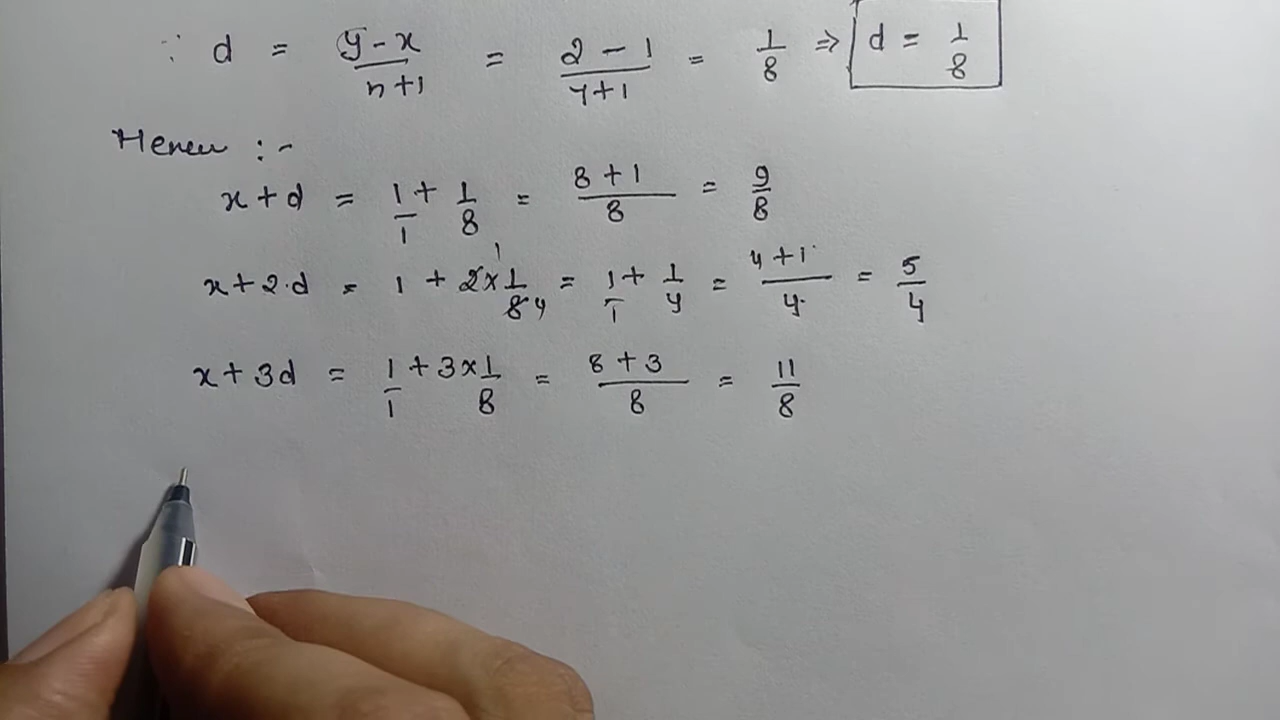 ∵ d = y-x/n+1 = 2-1/7+1 = 1/8 ⇒ d = 1/8
Hence :-
x+d = 1/1 + 1/8 = 8+1/8 = 9/8
x+2.d = 1 + 2×1/8 1 4 = 1/1 + 1/4 = 4+1/4 = 5/4
x+3d = 1/1 + 3×1/8 = 8+3/8 = 11/8